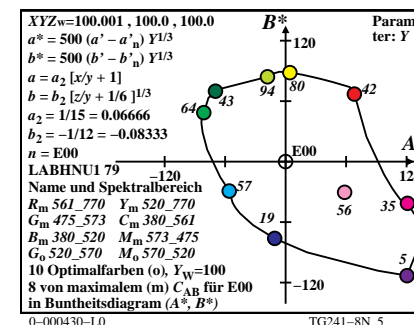 XYZw=100.001 , 100.0 , 100.0
a* = 500 (a' – a'n) Y1/3
b* = 500 (b' – b'n) Y1/3
a = a2 [x/y + 1]
b = b2 [z/y + 1/6 ]1/3
a2 = 1/15 = 0.06666
b2 = –1/12 = –0.08333
n = E00
LABHNU1 79
Name und Spektralbereich
Rm 561_770 Ym 520_770
Gm 475_573 Cm 380_561
Bm 380_520 Mm 573_475
Go 520_570 Mo 570_520
10 Optimalfarben (o), YW=100
8 von maximalem (m) CAB für E00
in Buntheitsdiagram (A*, B*)
B*
Param
ter: Y
120
94
80
42
43
64
E00
A
–120
12
57
56
35
19
5
–120
0–000430–L0
TG241–8N_5